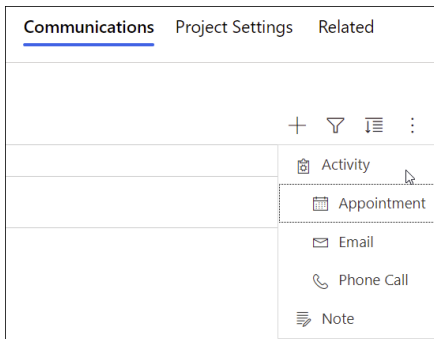 Communications Project Settings Related
Activity
Appointment
Email
Phone Call
Note